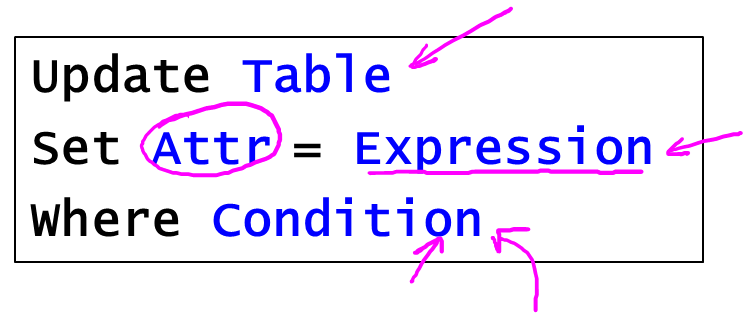 Update Table
Set Attr = Expression
Where Condition